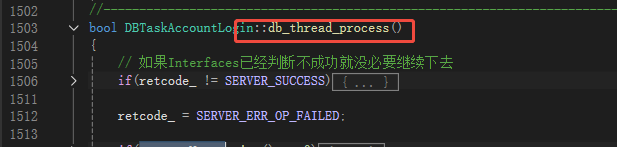 1502 //----------------------------------------------------------------------
1503 bool DBTaskAccountLogin::db_thread_process()
1504 {
1505 // 如果Interfaces已经判断不成功就没必要继续下去
1506 if(retcode_ != SERVER_SUCCESS){ ... }
1511
1512 retcode_ = SERVER_ERR_OP_FAILED;
1513